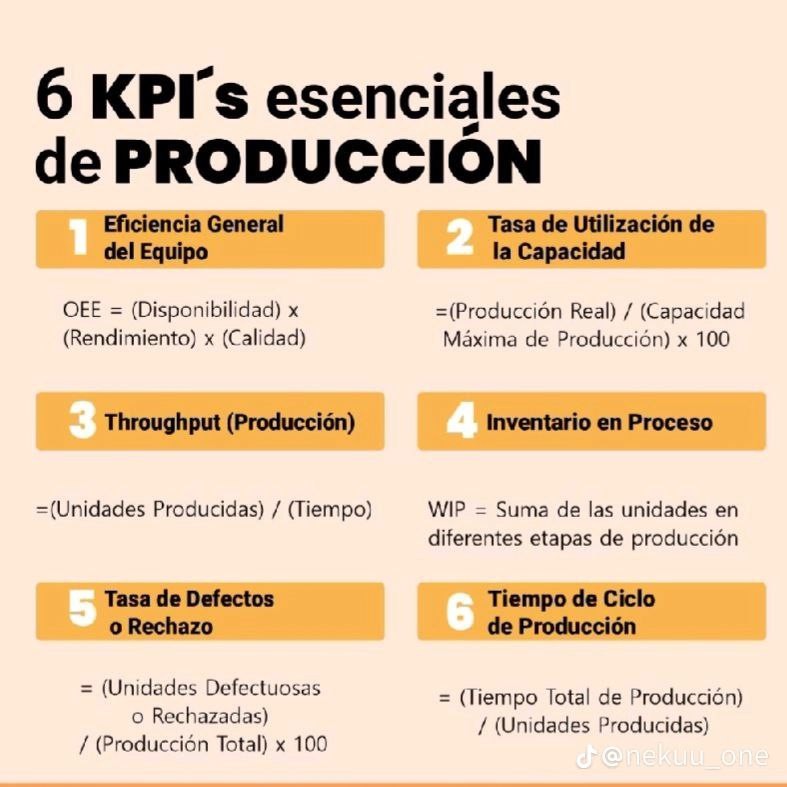 6 KPI´s esenciales
de PRODUCCIÓN
1 Eficiencia General
del Equipo
OEE = (Disponibilidad) x
(Rendimiento) x (Calidad)
2 Tasa de Utilización de
la Capacidad
=(Producción Real) / (Capacidad
Máxima de Producción) x 100
3 Throughput (Producción)
=(Unidades Producidas) / (Tiempo)
4 Inventario en Proceso
WIP = Suma de las unidades en
diferentes etapas de producción
5 Tasa de Defectos
o Rechazo
= (Unidades Defectuosas
o Rechazadas)
/ (Producción Total) x 100
6 Tiempo de Ciclo
de Producción
= (Tiempo Total de Producción)
/ (Unidades Producidas)
@nekuu_one